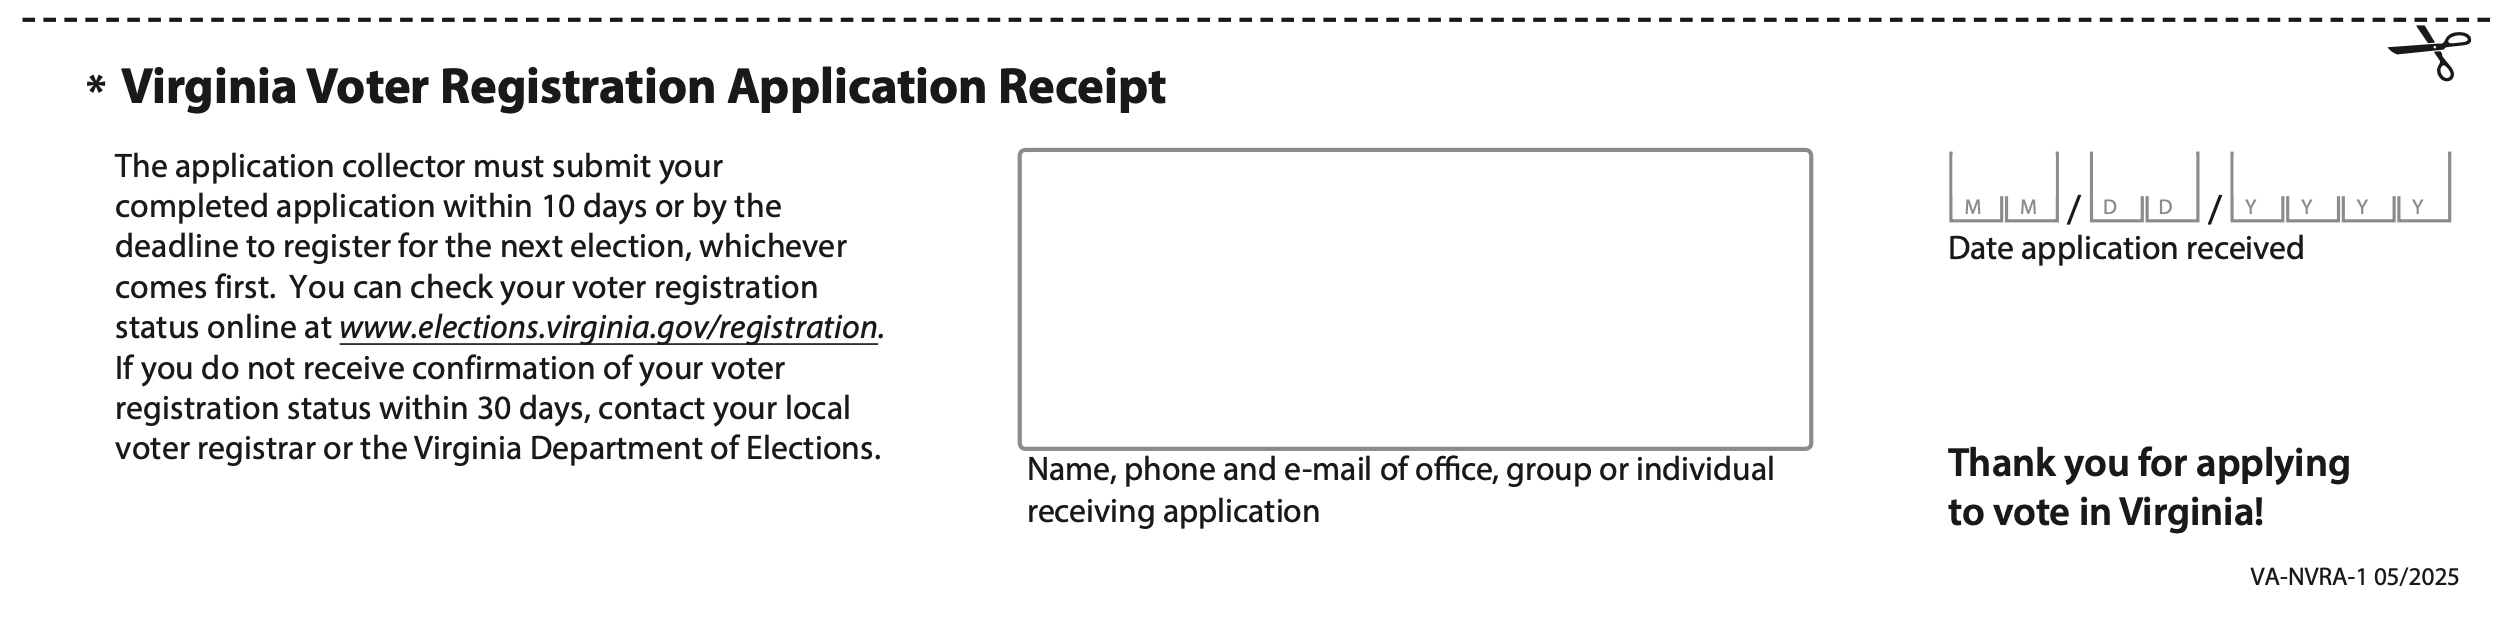 * Virginia Voter Registration Application Receipt
The application collector must submit your
completed application within 10 days or by the
deadline to register for the next election, whichever
comes first.  You can check your voter registration
status online at www.elections.virginia.gov/registration.
If you do not receive confirmation of your voter
registration status within 30 days, contact your local
voter registrar or the Virginia Department of Elections.
Name, phone and e-mail of office, group or individual
receiving application
M M / D D / Y Y Y Y
Date application received
Thank you for applying
to vote in Virginia!
VA-NVRA-1 05/2025